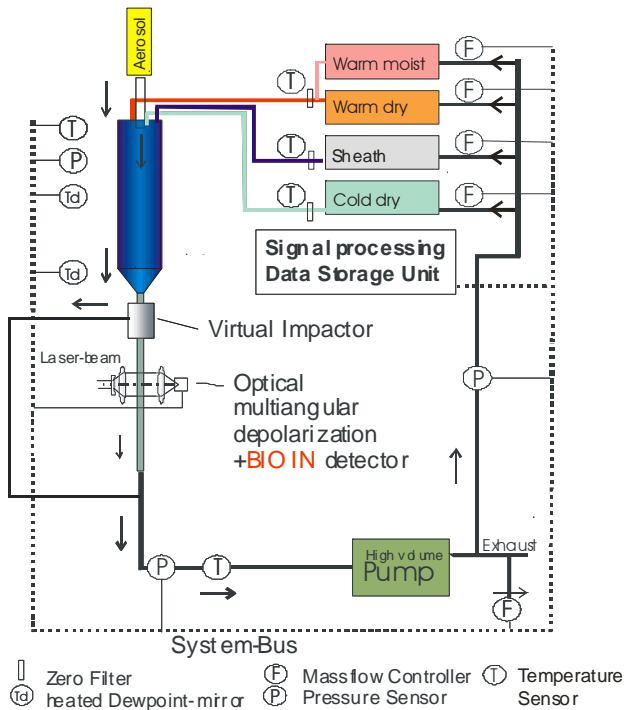 Aerosol
Warm moist
F
T
Warm dry
F
T
Sheath
F
T
Cold dry
F
T
P
Td
Td
Signal processing
Data Storage Unit
Virtual Impactor
Laser-beam
P
Optical
multiangular
depolarization
+BIO IN detector
High volume
Pump
Exhaust
P
T
F
System-Bus
Zero Filter
Td heated Dewpoint-mirror
F Massflow Controller
P Pressure Sensor
T Temperature
Sensor